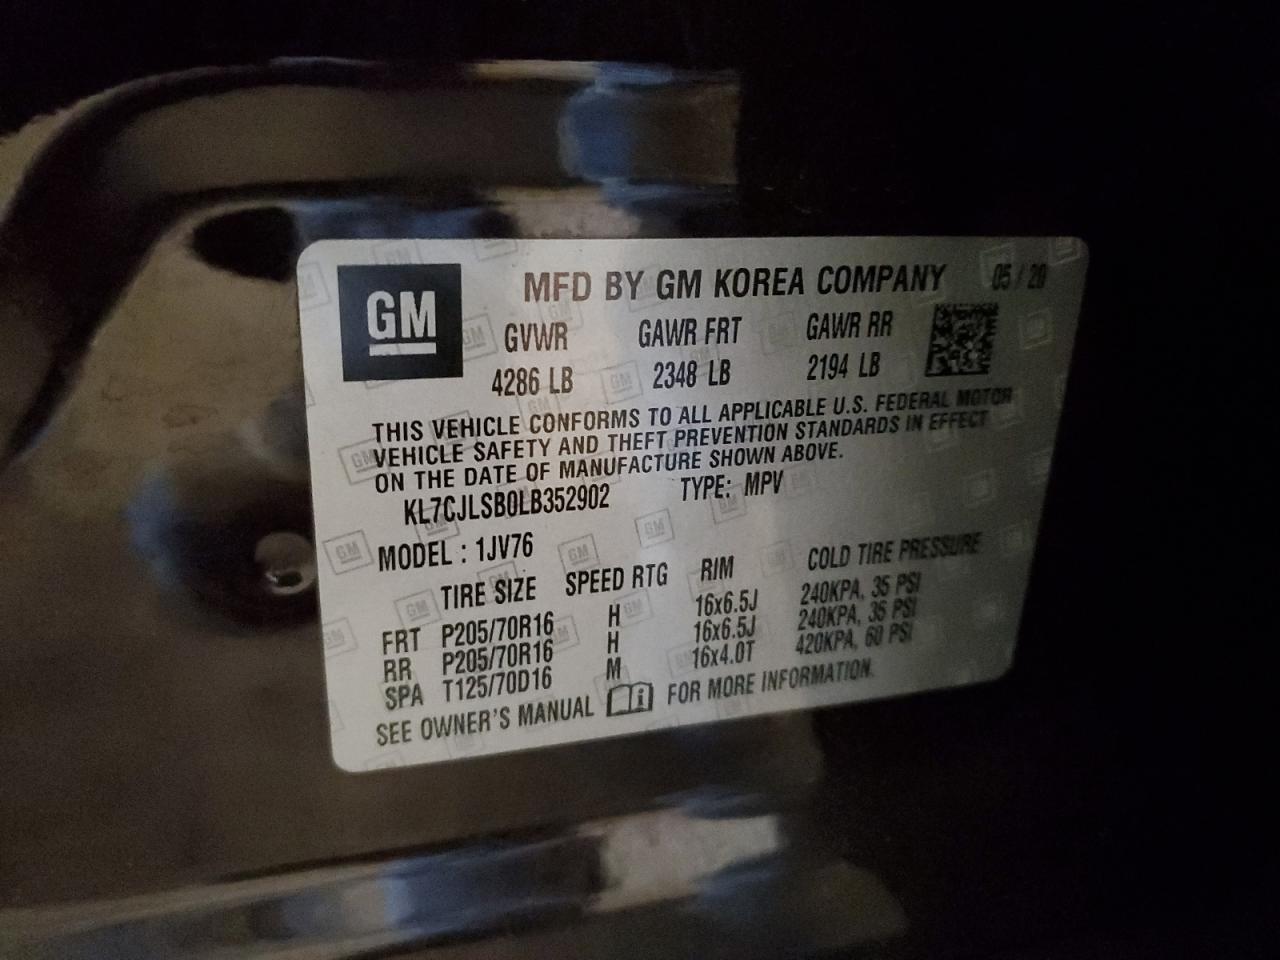 GM
MFD BY GM KOREA COMPANY 05 / 20
GVWR GAWR FRT GAWR RR
4286 LB 2348 LB 2194 LB
THIS VEHICLE CONFORMS TO ALL APPLICABLE U.S. FEDERAL MOTOR
VEHICLE SAFETY AND THEFT PREVENTION STANDARDS IN EFFECT
ON THE DATE OF MANUFACTURE SHOWN ABOVE.
KL7CJLSB0LB352902 TYPE: MPV
MODEL : 1JV76
TIRE SIZE SPEED RTG RIM COLD TIRE PRESSURE
FRT P205/70R16 H 16x6.5J 240KPA, 35 PSI
RR P205/70R16 H 16x6.5J 240KPA, 35 PSI
SPA T125/70D16 M 16x4.0T 420KPA, 60 PSI
SEE OWNER'S MANUAL FOR MORE INFORMATION.